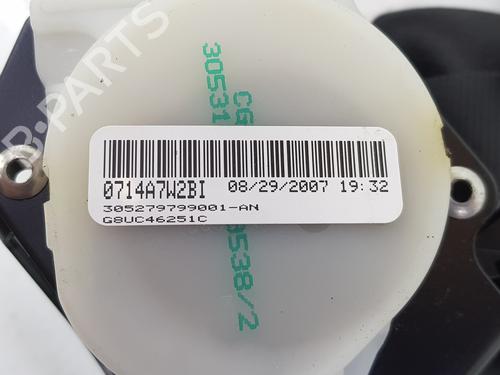 B-PARTS
30531
CG
0538/2
0714A7W2BI 08/29/2007 19:32
305279799001-AN
G8UC46251C